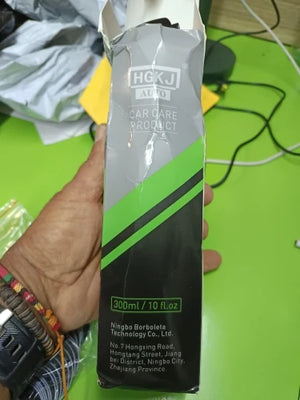 HGKJ
AUTO
CAR CARE
PRODUCT
300ml / 10 fl.oz
Ningbo Borboleta
Technology Co., Ltd.
No.7 Hongxing Road,
Hongtang Street, Jiang
bei District, Ningbo City,
Zhejiang Province.